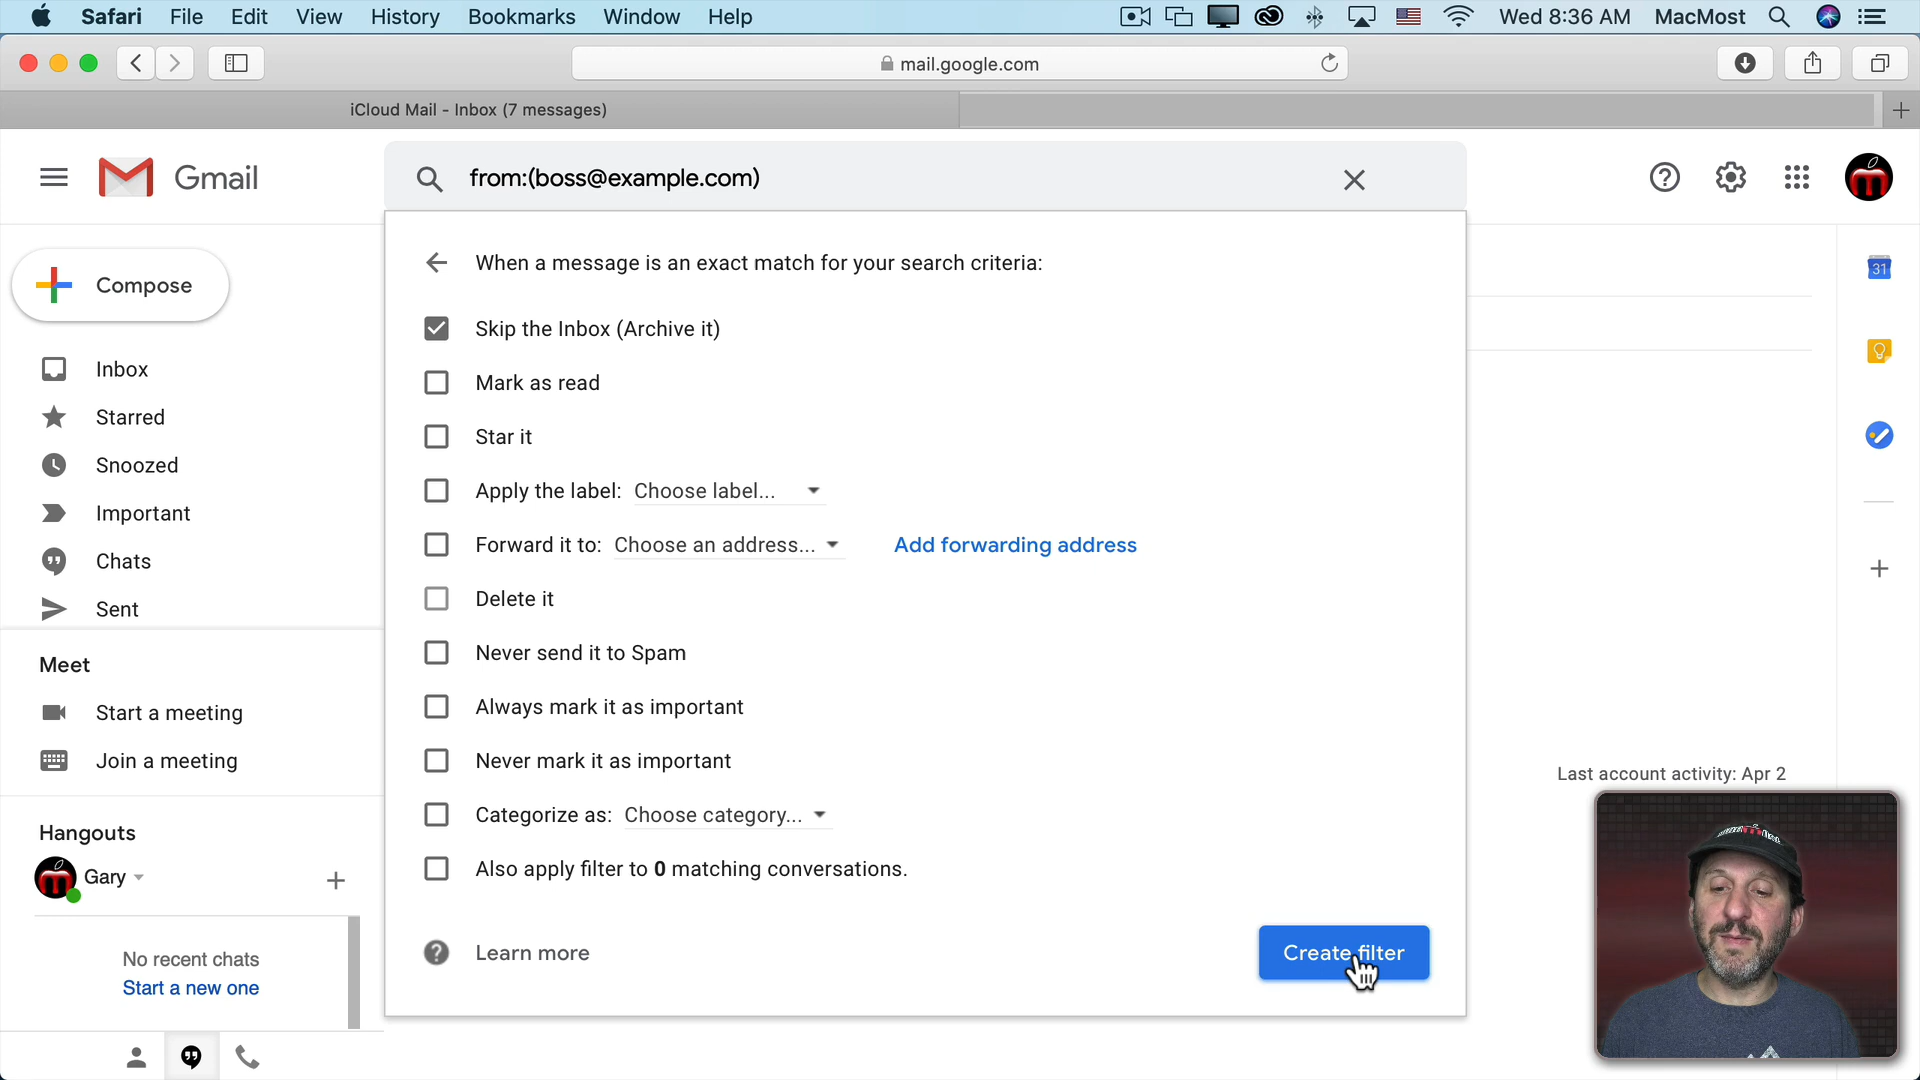 Safari File Edit View History Bookmarks Window Help Wed 8:36 AM MacMost
mail.google.com
iCloud Mail - Inbox (7 messages)
Gmail
from:(boss@example.com)
Compose
Inbox
Starred
Snoozed
Important
Chats
Sent
Meet
Start a meeting
Join a meeting
Hangouts
Gary
No recent chats
Start a new one
When a message is an exact match for your search criteria:
Skip the Inbox (Archive it)
Mark as read
Star it
Apply the label: Choose label...
Forward it to: Choose an address... Add forwarding address
Delete it
Never send it to Spam
Always mark it as important
Never mark it as important
Categorize as: Choose category...
Also apply filter to 0 matching conversations.
Learn more
Create filter
31
Last account activity: Apr 2